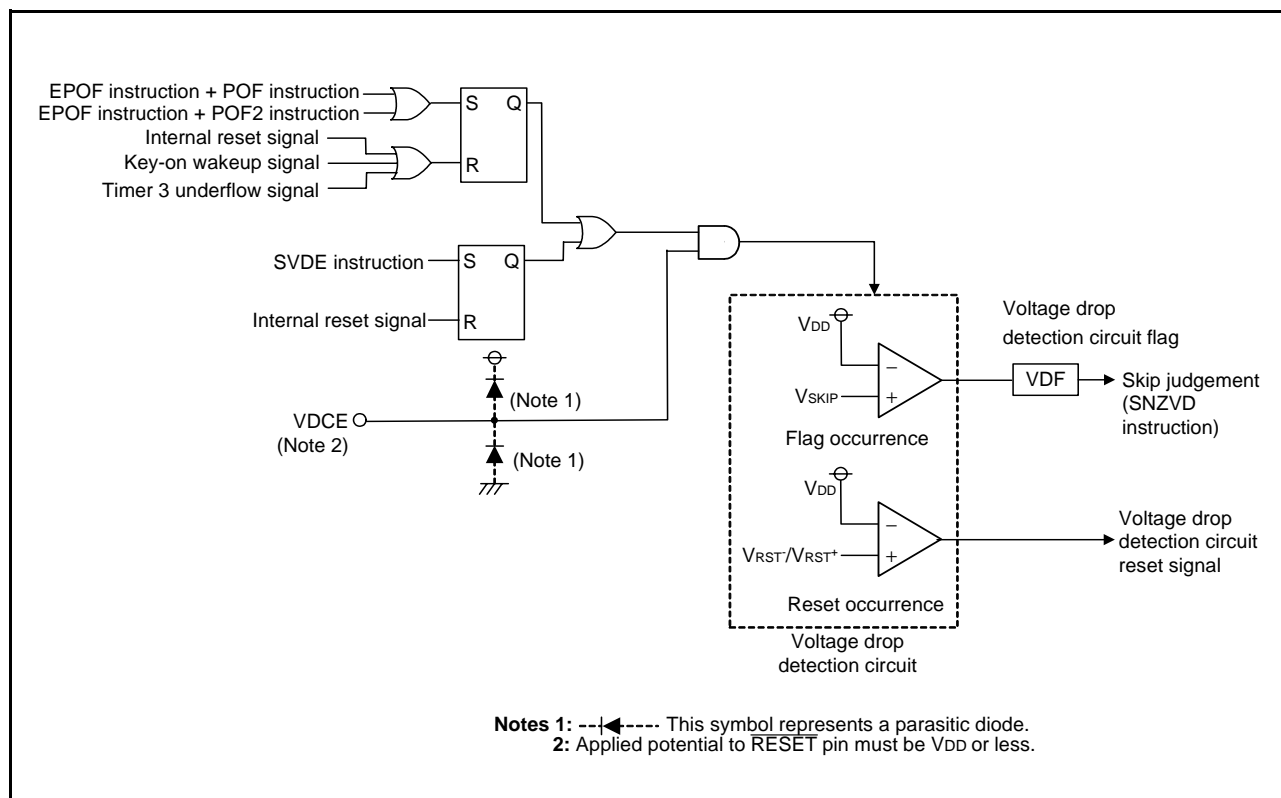 EPOF instruction + POF instruction
EPOF instruction + POF2 instruction
Internal reset signal
Key-on wakeup signal
Timer 3 underflow signal
S Q
R
SVDE instruction
S Q
Internal reset signal
R
VDCE
(Note 2)
(Note 1)
(Note 1)
VDD
−
VSKIP
+
Flag occurrence
VDD
−
VRST-/VRST+
+
Reset occurrence
Voltage drop
detection circuit
Voltage drop
detection circuit flag
VDF
Skip judgement
(SNZVD
instruction)
Voltage drop
detection circuit
reset signal
Notes 1: This symbol represents a parasitic diode.
2: Applied potential to RESET pin must be VDD or less.